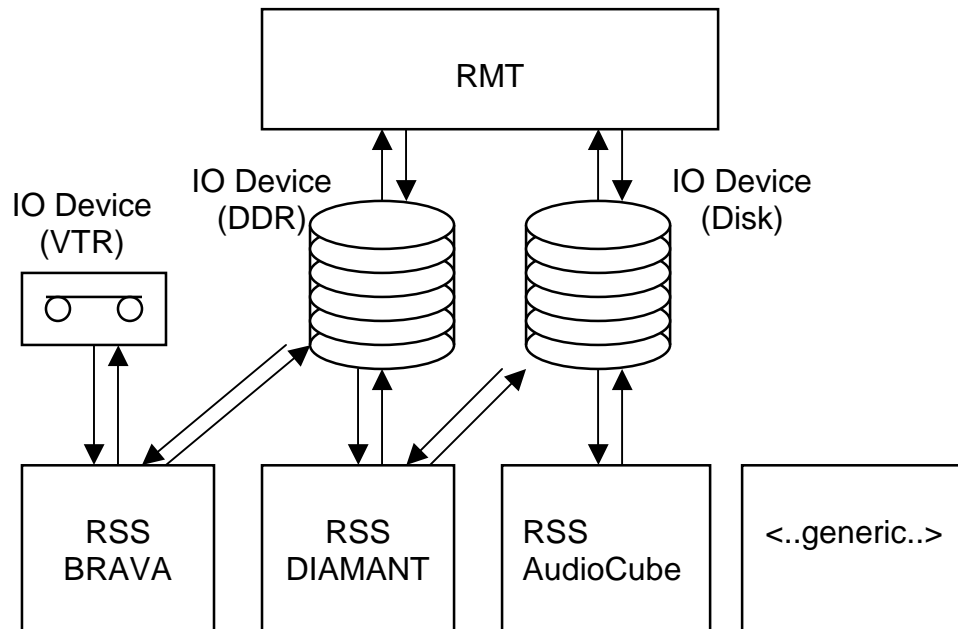 RMT
IO Device
(DDR)
IO Device
(Disk)
IO Device
(VTR)
RSS
BRAVA
RSS
DIAMANT
RSS
AudioCube
<..generic..>